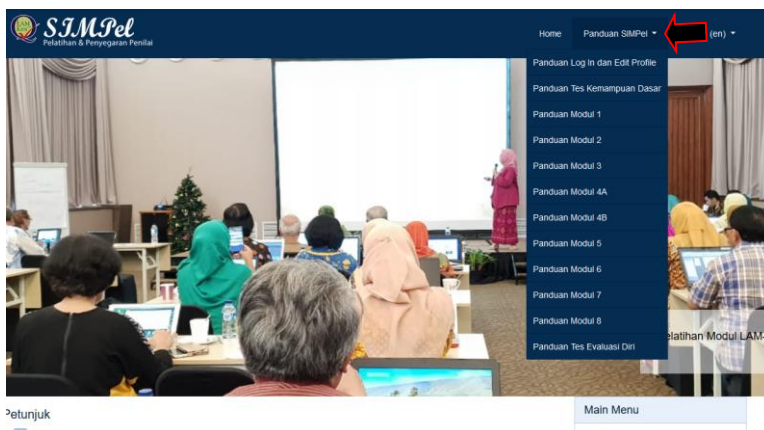 SIMPel
Pelatihan & Penyegaran Penilai
Home Panduan SIMPel (en)
Panduan Log In dan Edit Profile
Panduan Tes Kemampuan Dasar
Panduan Modul 1
Panduan Modul 2
Panduan Modul 3
Panduan Modul 4A
Panduan Modul 4B
Panduan Modul 5
Panduan Modul 6
Panduan Modul 7
Panduan Modul 8
Panduan Tes Evaluasi Diri
elatihan Modul LAM-
Petunjuk
Main Menu